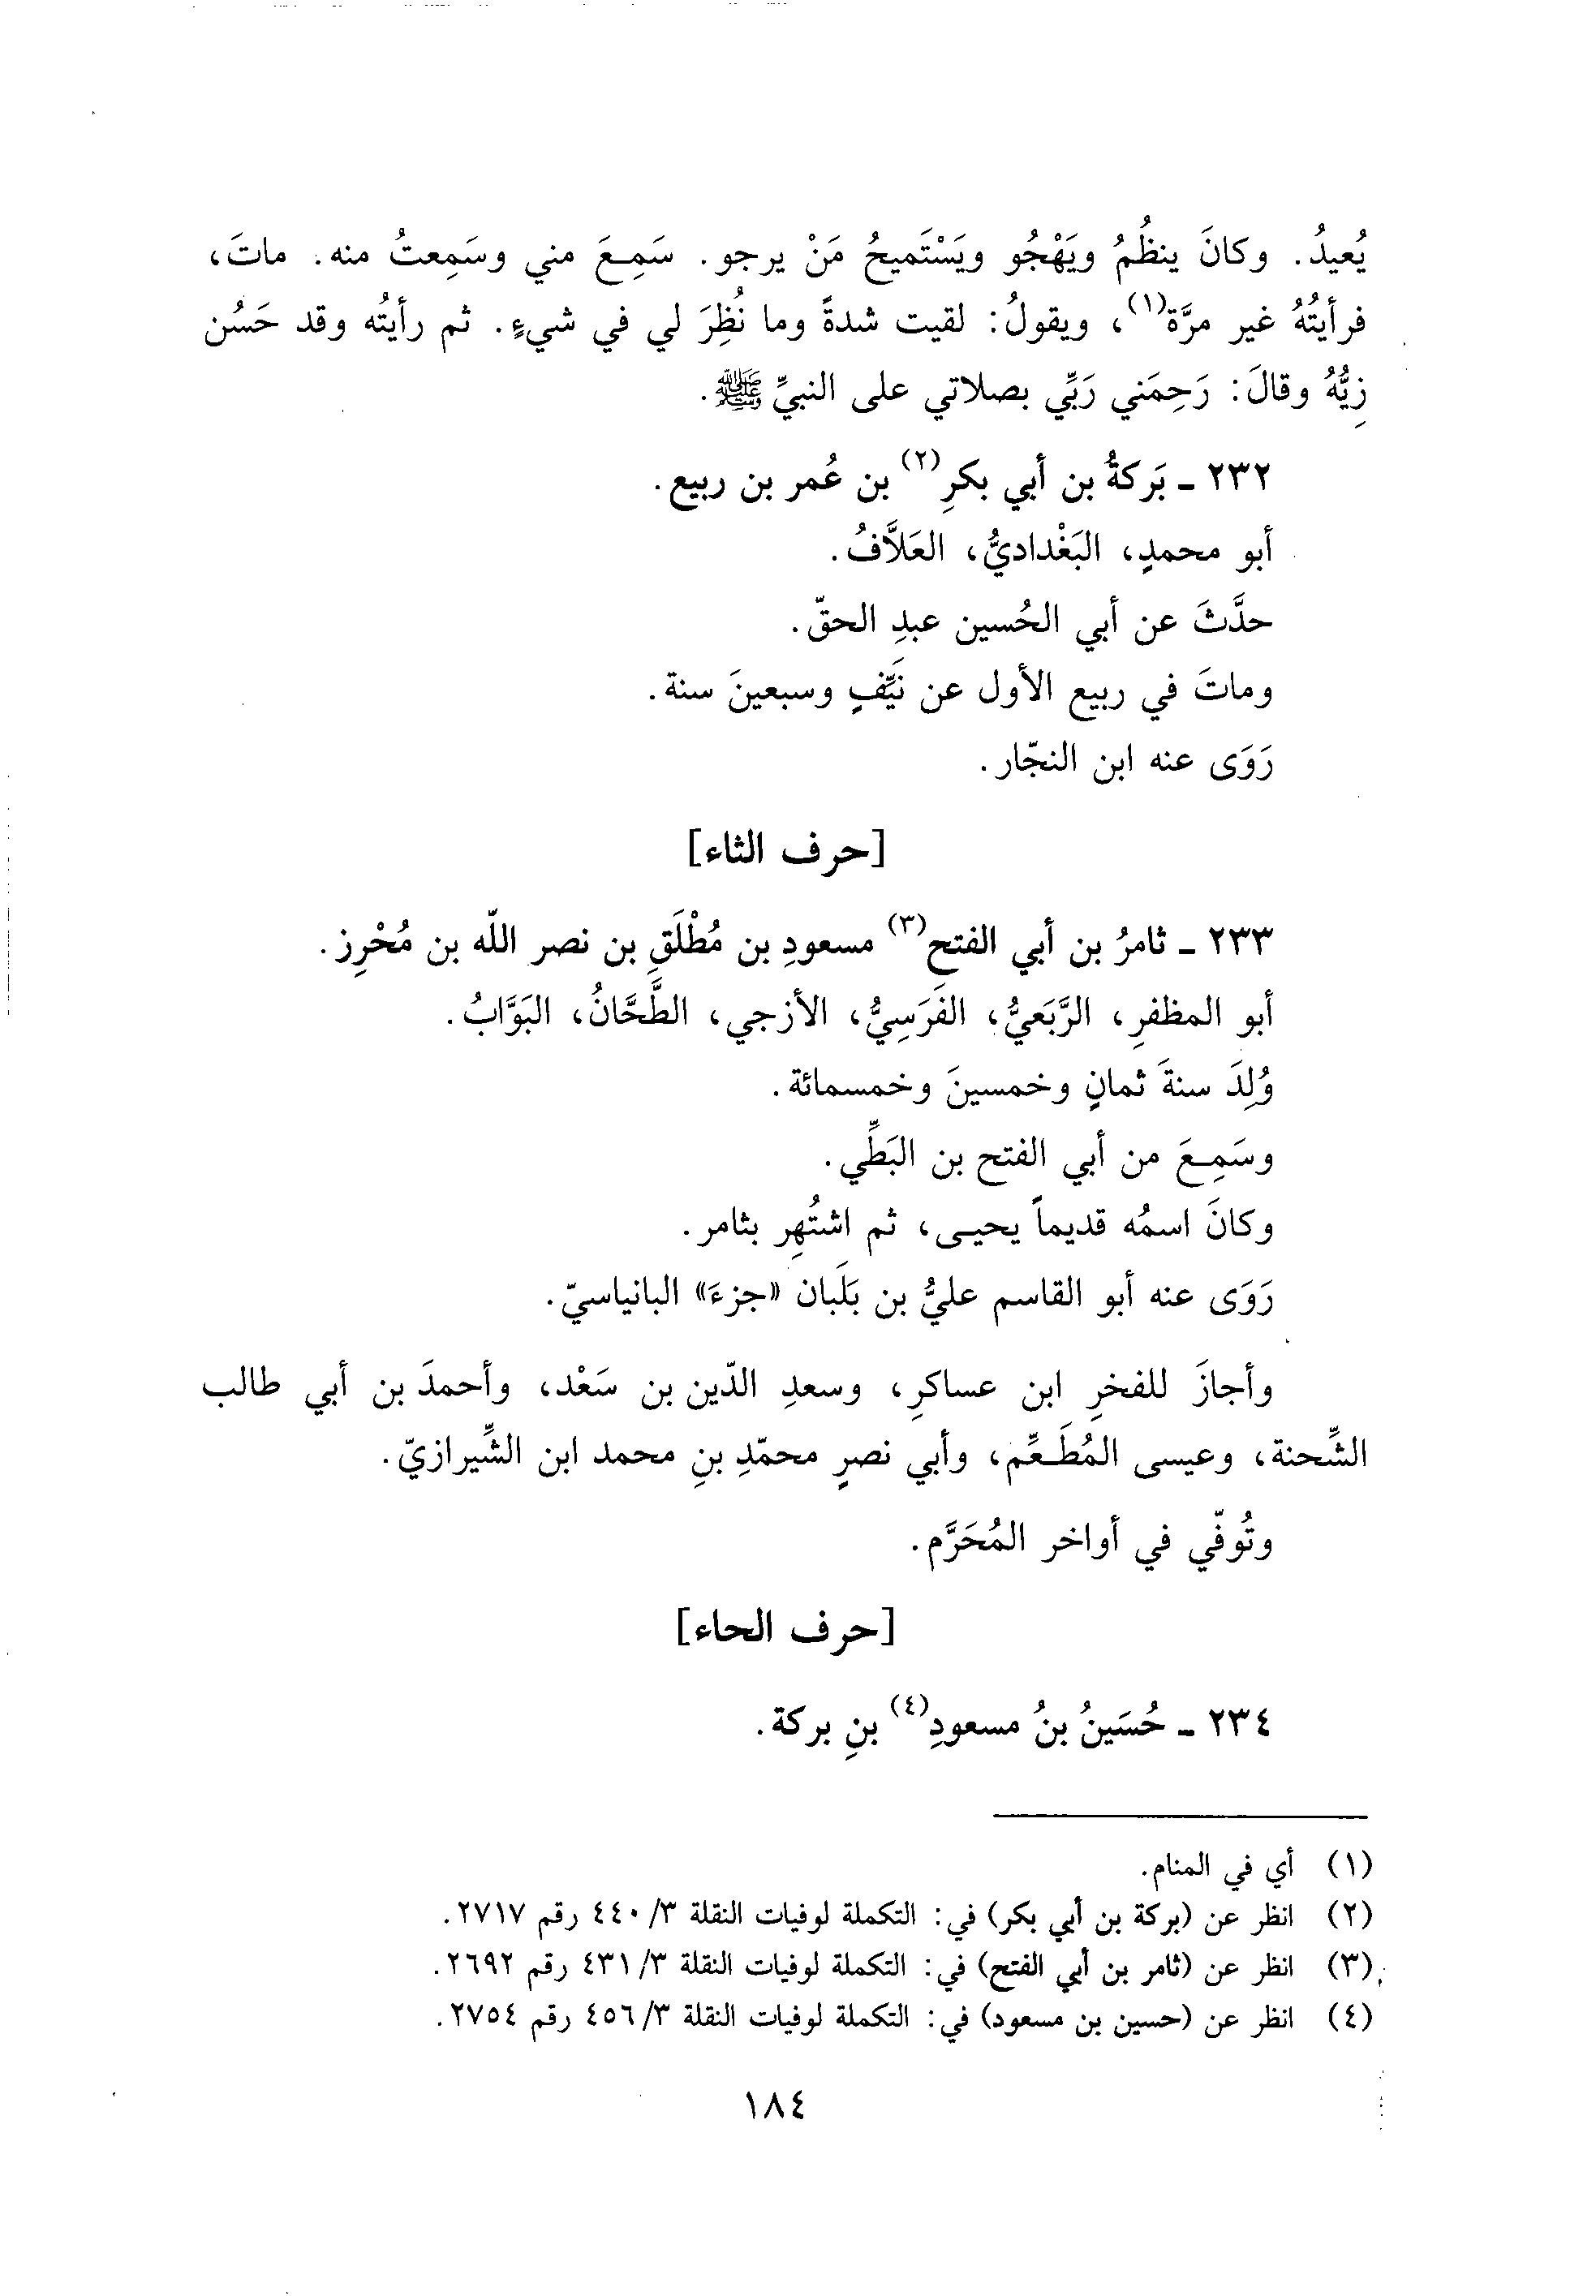 يُعيدُ. وكانَ ينظُمُ ويَهْجُو ويَسْتَميحُ مَنْ يرجو. سَمِـعَ مني وسَمِعتُ منه. ماتَ،
فرأيتُهُ غير مرَّة(١)، ويقولُ: لقيت شدةً وما نُظِرَ لي في شيءٍ. ثم رأيتُه وقد حَسُن
زِيُّهُ وقالَ: رَحِمَني رَبِّي بصلاتي على النبيِّ ﷺ.
٢٣٢ ـ بَركةُ بن أبي بكرِ(٢) بن عُمر بن ربيع.
أبو محمدٍ، البَغْداديُّ، العَلاَّفُ.
حدَّثَ عن أبي الحُسين عبدِ الحقّ.
وماتَ في ربيع الأول عن نَيِّفٍ وسبعينَ سنة.
رَوَى عنه ابن النجّار.
[حرف الثاء]
٢٣٣ ـ ثامرُ بن أبي الفتح(٣) مسعودِ بن مُطْلَقِ بن نصر اللّه بن مُحْرِز.
أبو المظفرِ، الرَّبَعيُّ، الفَرَسِيُّ، الأزجي، الطَّحَّانُ، البَوَّابُ.
وُلِدَ سنةَ ثمانٍ وخمسينَ وخمسمائة.
وسَمِـعَ من أبي الفتح بن البَطِّي.
وكانَ اسمُه قديماً يحيـى، ثم اشتُهِر بثامر.
رَوَى عنه أبو القاسم عليُّ بن بَلَبان «جزءَ» البانياسيّ.
وأجازَ للفخرِ ابن عساكرِ، وسعدِ الدّين بن سَعْد، وأحمدَ بن أبي طالب
الشِّحنة، وعيسى المُطَـعِّم، وأبي نصرٍ محمّدِ بنِ محمد ابن الشِّيرازيّ.
وتُوفّي في أواخر المُحَرَّم.
[حرف الحاء]
٢٣٤ ـ حُسَينُ بنُ مسعودِ(٤) بنِ بركة.
(١) أي في المنام.
(٢) انظر عن (بركة بن أبي بكر) في: التكملة لوفيات النقلة ٣/ ٤٤٠ رقم ٢٧١٧.
(٣) انظر عن (ثامر بن أبي الفتح) في: التكملة لوفيات النقلة ٣/ ٤٣١ رقم ٢٦٩٢.
(٤) انظر عن (حسين بن مسعود) في: التكملة لوفيات النقلة ٣/ ٤٥٦ رقم ٢٧٥٤.
١٨٤